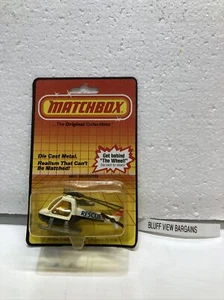 MATCHBOX
The Original Collectibles
Die Cast Metal.
Realism That Can't
Be Matched!
Get behind
"The Wheel!"
RESCUE
BLUFF VIEW BARGAINS